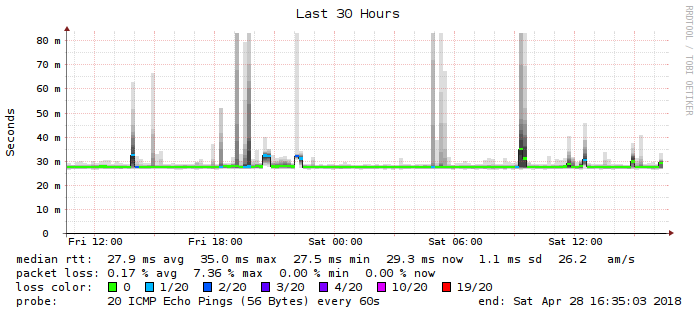 Last 30 Hours
RRDTOOL / TOBI OETIKER
Seconds
80 m
70 m
60 m
50 m
40 m
30 m
20 m
10 m
0
Fri 12:00 Fri 18:00 Sat 00:00 Sat 06:00 Sat 12:00
median rtt: 27.9 ms avg 35.0 ms max 27.5 ms min 29.3 ms now 1.1 ms sd 26.2 am/s
packet loss: 0.17 % avg 7.36 % max 0.00 % min 0.00 % now
loss color: 0 1/20 2/20 3/20 4/20 10/20 19/20
probe: 20 ICMP Echo Pings (56 Bytes) every 60s end: Sat Apr 28 16:35:03 2018